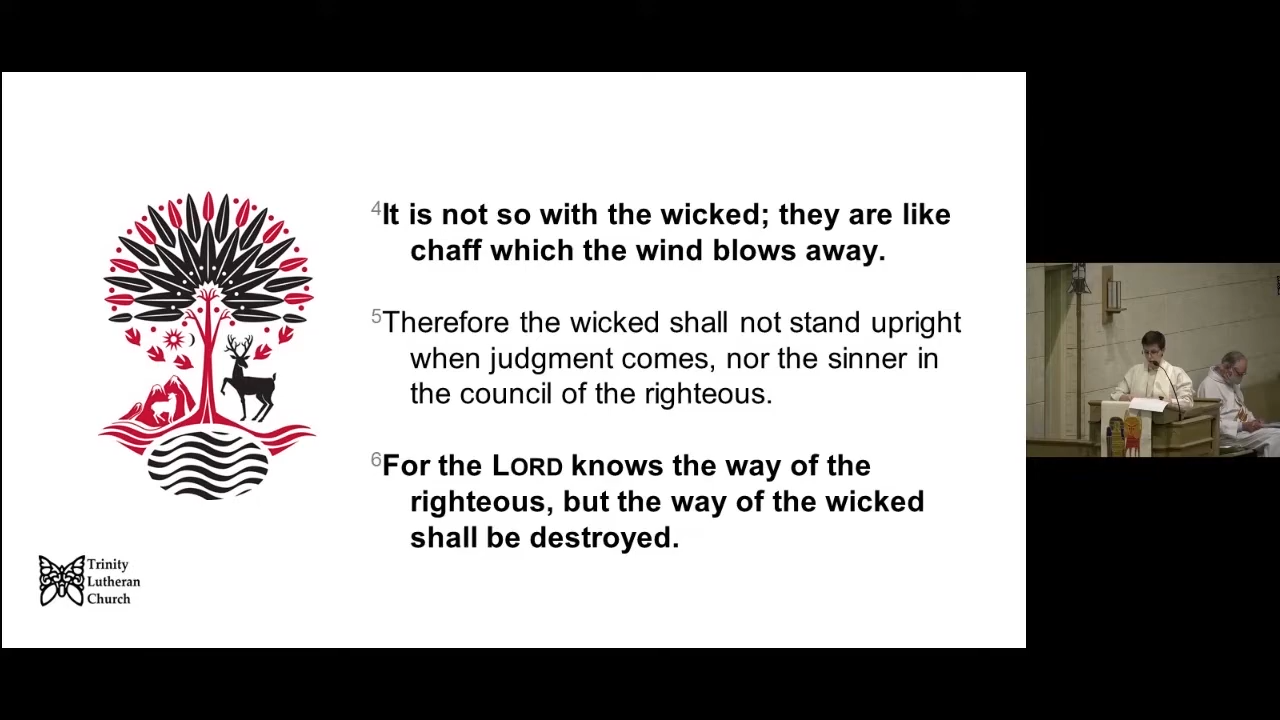 4It is not so with the wicked; they are like
chaff which the wind blows away.
5Therefore the wicked shall not stand upright
when judgment comes, nor the sinner in
the council of the righteous.
6For the LORD knows the way of the
righteous, but the way of the wicked
shall be destroyed.
Trinity
Lutheran
Church